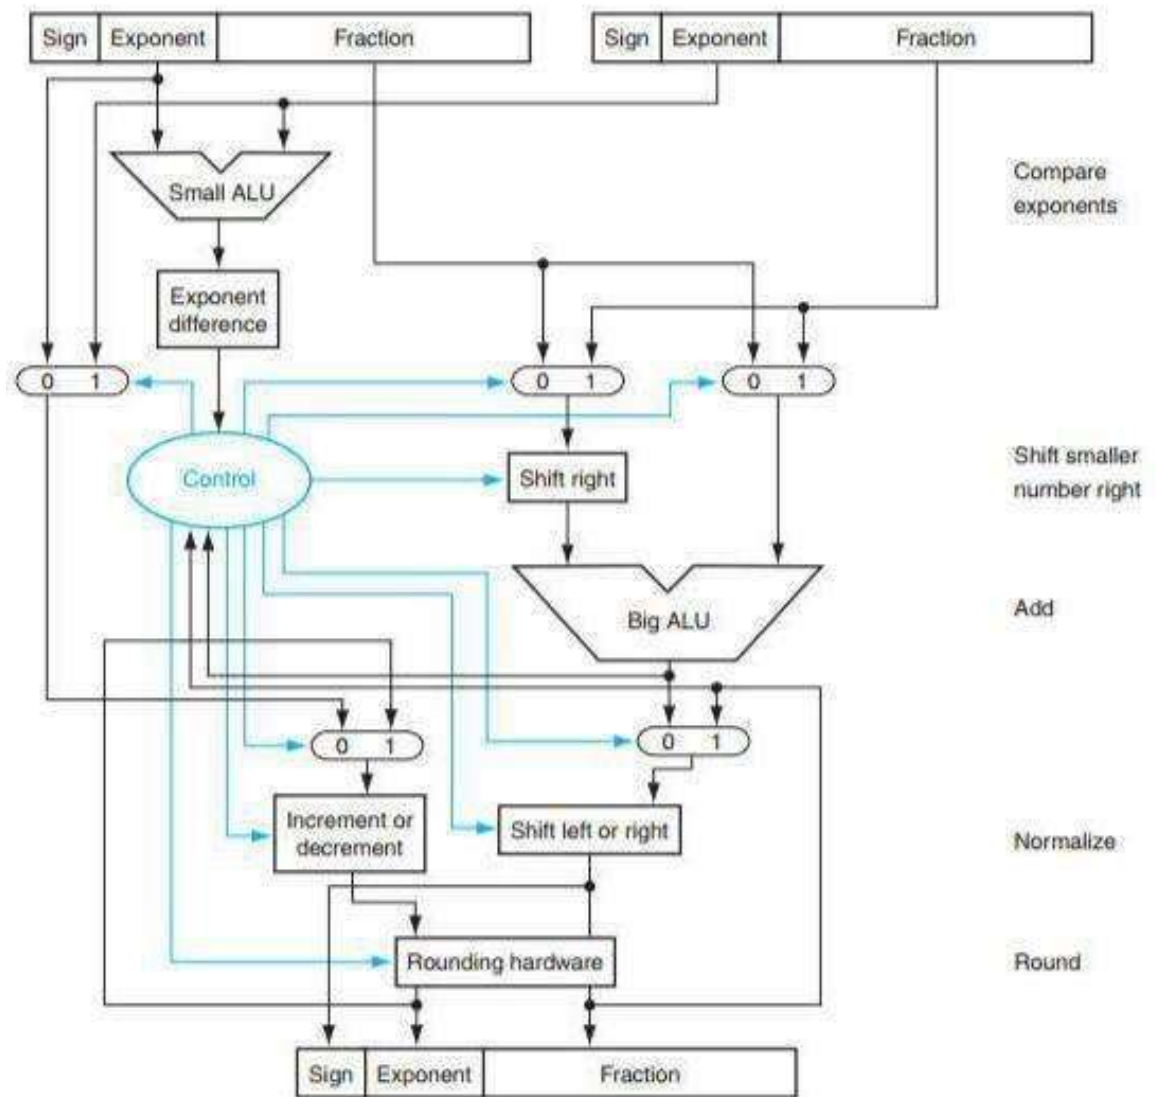 Sign Exponent Fraction Sign Exponent Fraction
Small ALU
Compare
exponents
Exponent
difference
0 1
0 1
0 1
Control
Shift right
Shift smaller
number right
Big ALU
Add
0 1
0 1
Increment or
decrement
Shift left or right
Normalize
Rounding hardware
Round
Sign Exponent Fraction